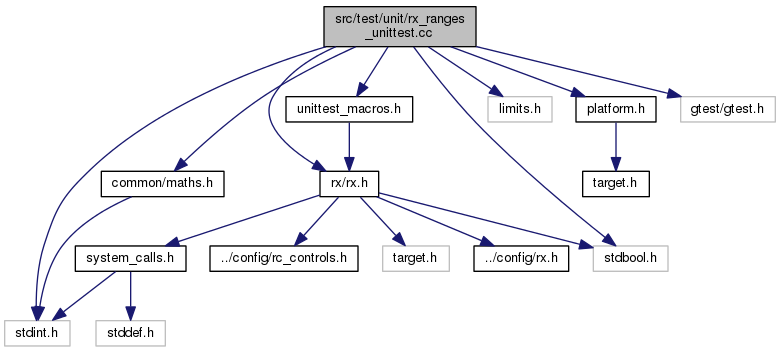 src/test/unit/rx_ranges
_unittest.cc
unittest_macros.h
limits.h
platform.h
gtest/gtest.h
common/maths.h
rx/rx.h
target.h
system_calls.h
../config/rc_controls.h
target.h
../config/rx.h
stdbool.h
stdint.h
stddef.h